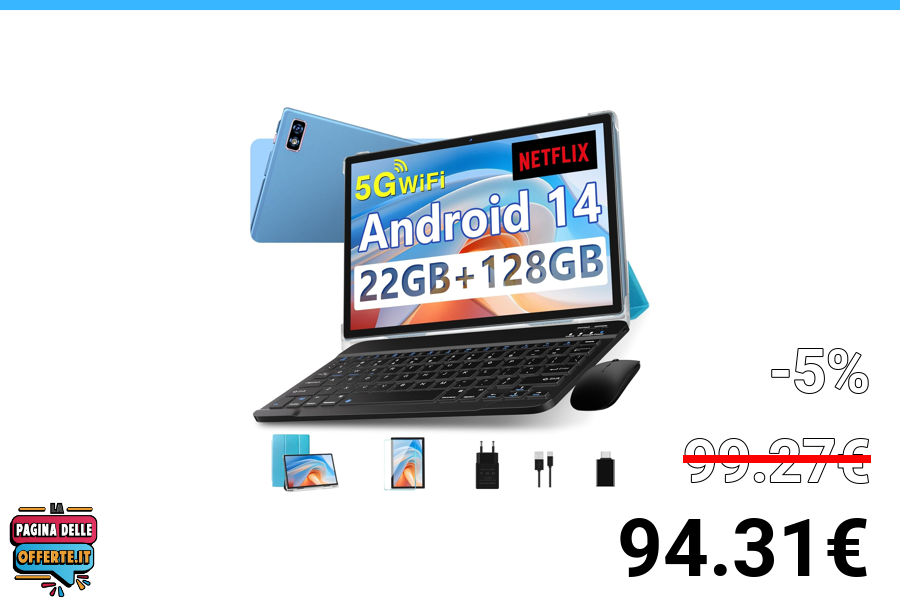 5G WiFi
NETFLIX
Android 14
22GB+128GB
-5%
99.27€
94.31€
LA
PAGINA DELLE
OFFERTE.IT